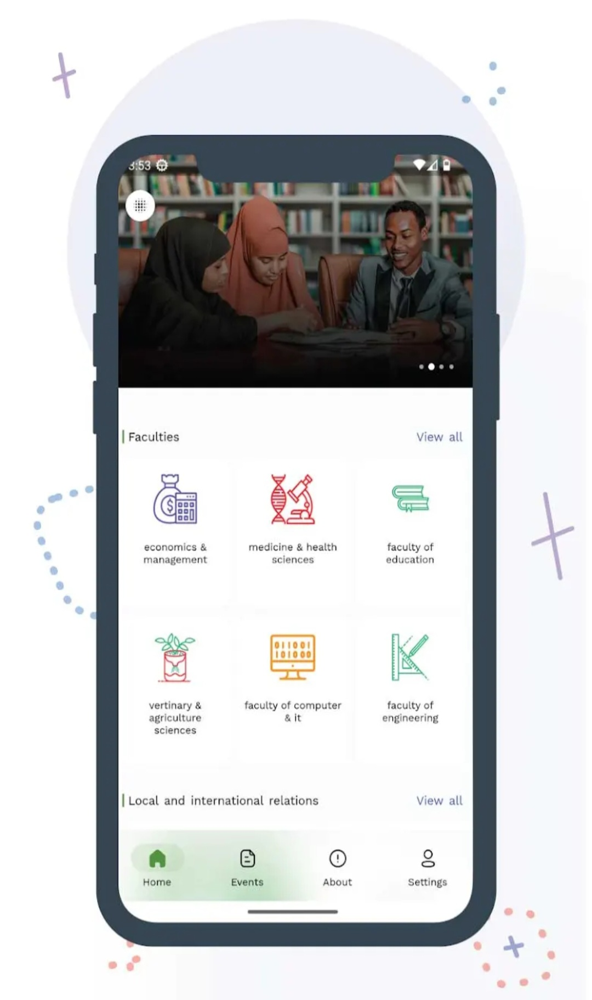 3:53
Faculties
View all
economics &
management
medicine & health
sciences
faculty of
education
vertinary &
agriculture
sciences
011001
101000
faculty of computer
& it
faculty of
engineering
Local and international relations
View all
Home
Events
About
Settings